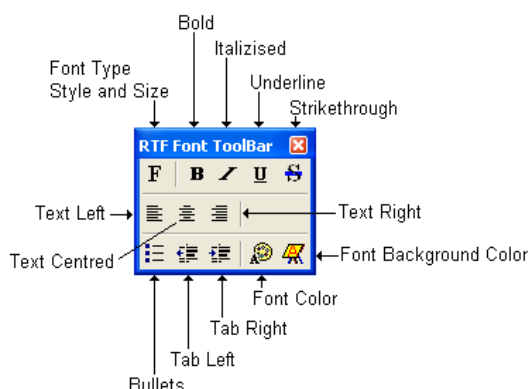 Bold
Italizised
Font Type
Style and Size
Underline
Strikethrough
RTF Font ToolBar
F B I U S
Text Left
Text Right
Text Centred
Font Background Color
A A
Font Color
Tab Right
Tab Left
Bullets